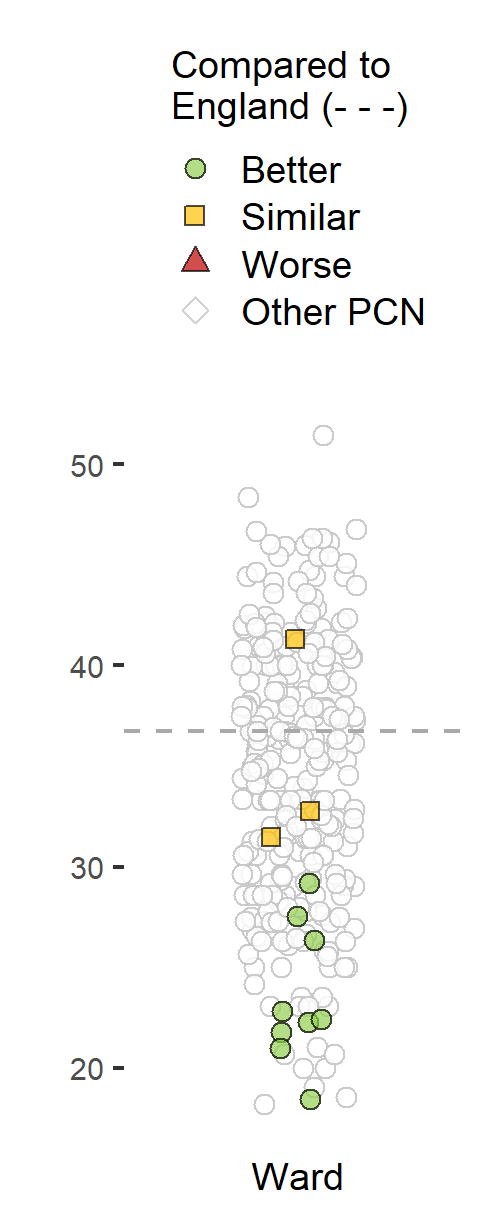 Compared to
England (- - -)
Better
Similar
Worse
Other PCN
50
40
30
20
Ward